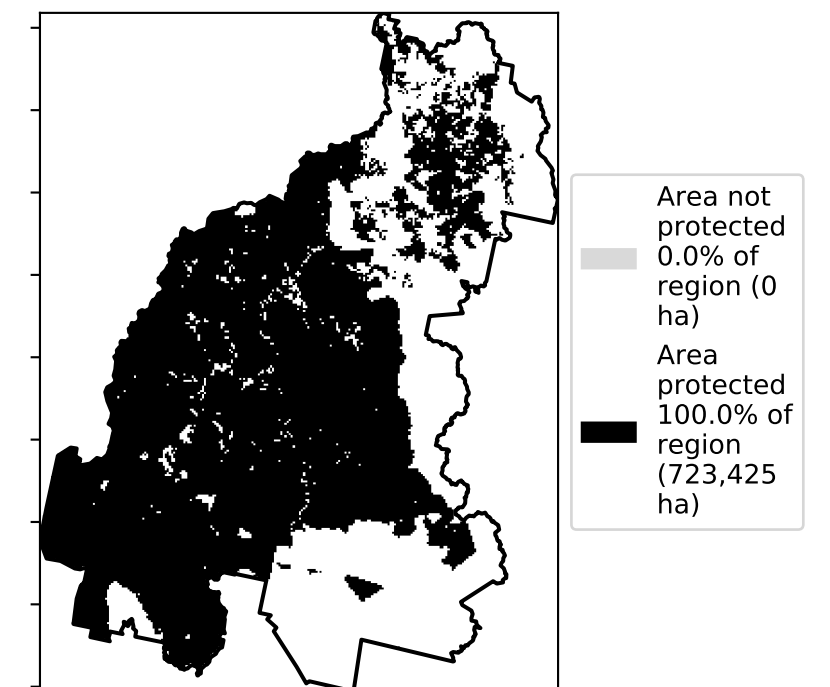 Area not
protected
0.0% of
region (0
ha)
Area
protected
100.0% of
region
(723,425
ha)